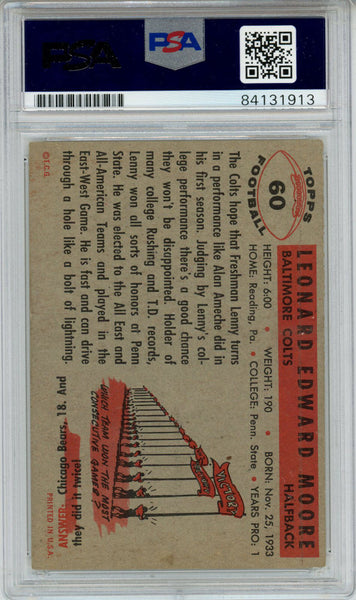 PSA
PSA
84131913
TOPPS
60
FOOTBALL
LEONARD EDWARD MOORE
BALTIMORE COLTS
HALFBACK
HEIGHT: 6:00 • WEIGHT: 190 • BORN: Nov. 25, 1933
HOME: Reading, Pa. • COLLEGE: Penn. State, • YEARS PRO: 1
The Colts hope that Freshman Lenny turns
in a performance like Alan Ameche did in
his first season. Judging by Lenny's col-
lege performance there's a good chance
they won't be disappointed. Holder of
many college Rushing and T.D. records,
Lenny won all sorts of honors at Penn
State. He was elected to the All East and
All-American Teams and played in the
East-West Game. He is fast and can drive
through a hole like a bolt of lightning.
©T.C.G.
VICTORY
VICTORY
WHICH TEAM WON THE MOST
CONSECUTIVE GAMES?
ANSWER: Chicago Bears, 18. And
they did it twice!
PRINTED IN U.S.A.